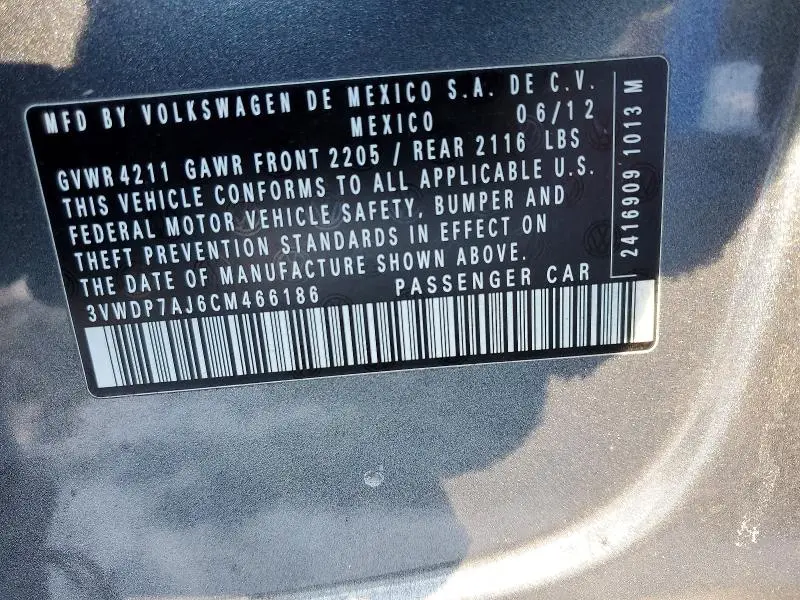 MFD BY VOLKSWAGEN DE MEXICO S.A. DE C.V.
MEXICO 06/12
GVWR 4211 GAWR FRONT 2205 / REAR 2116 LBS
THIS VEHICLE CONFORMS TO ALL APPLICABLE U.S.
FEDERAL MOTOR VEHICLE SAFETY, BUMPER AND
THEFT PREVENTION STANDARDS IN EFFECT ON
THE DATE OF MANUFACTURE SHOWN ABOVE.
3VWDP7AJ6CM466186 PASSENGER CAR
2416909 1013 M